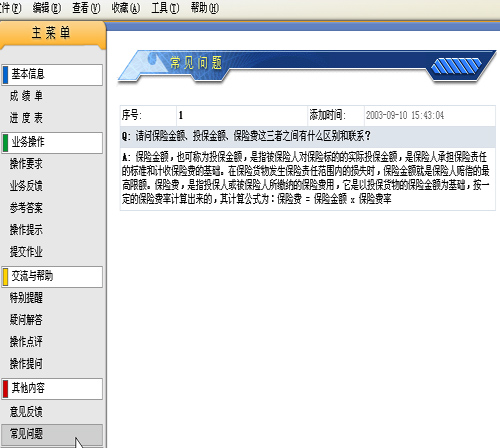 文件(F) 编辑(E) 查看(V) 收藏(A) 工具(T) 帮助(H)
主菜单
基本信息
成 绩 单
进 度 表
业务操作
操作要求
业务反馈
参考答案
操作提示
提交作业
交流与帮助
特别提醒
疑问解答
操作点评
操作提问
其他内容
意见反馈
常见问题
常见问题
序号: 1 添加时间: 2003-09-10 15:43:04
Q: 请问保险金额、投保金额、保险费这三者之间有什么区别和联系？
A: 保险金额，也可称为投保金额，是指被保险人对保险标的的实际投保金额，是保险人承担保险责任
的标准和计收保险费的基础。在保险货物发生保险责任范围内的损失时，保险金额就是保险人赔偿的最
高限额。保险费，是指投保人或被保险人所缴纳的保险费用，它是以投保货物的保险金额为基础，按一
定的保险费率计算出来的，其计算公式为：保险费 = 保险金额 x 保险费率